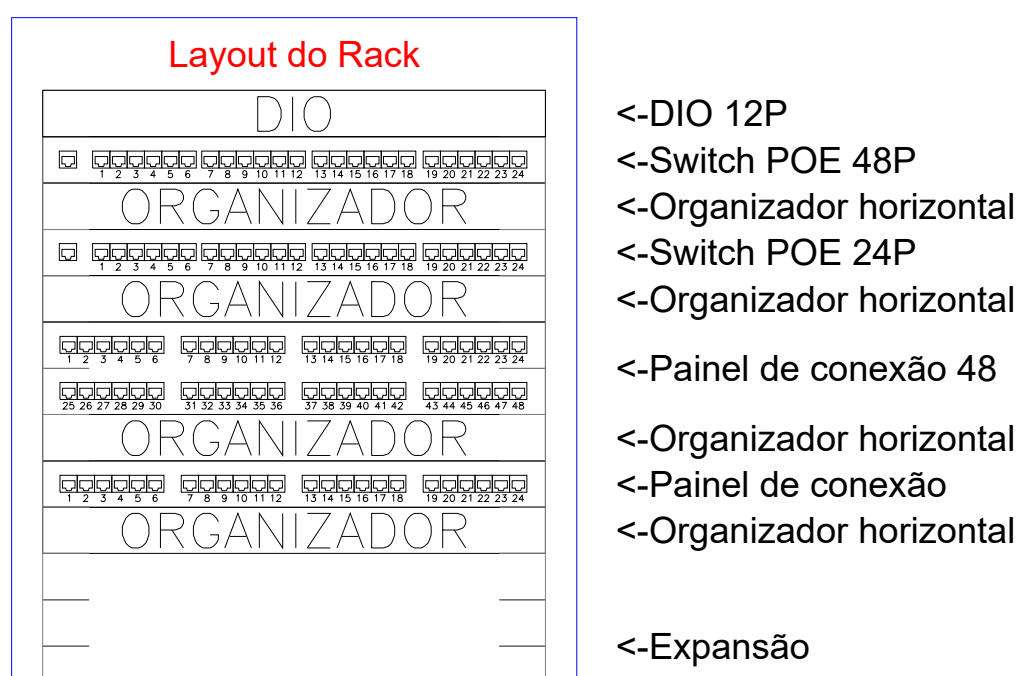 Layout do Rack
DIO <-DIO 12P
<-Switch POE 48P
1 2 3 4 5 6 7 8 9 10 11 12 13 14 15 16 17 18 19 20 21 22 23 24
ORGANIZADOR <-Organizador horizontal
<-Switch POE 24P
1 2 3 4 5 6 7 8 9 10 11 12 13 14 15 16 17 18 19 20 21 22 23 24
ORGANIZADOR <-Organizador horizontal
1 2 3 4 5 6 7 8 9 10 11 12 13 14 15 16 17 18 19 20 21 22 23 24
<-Painel de conexão 48
25 26 27 28 29 30 31 32 33 34 35 36 37 38 39 40 41 42 43 44 45 46 47 48
ORGANIZADOR <-Organizador horizontal
<-Painel de conexão
1 2 3 4 5 6 7 8 9 10 11 12 13 14 15 16 17 18 19 20 21 22 23 24
ORGANIZADOR <-Organizador horizontal
<-Expansão